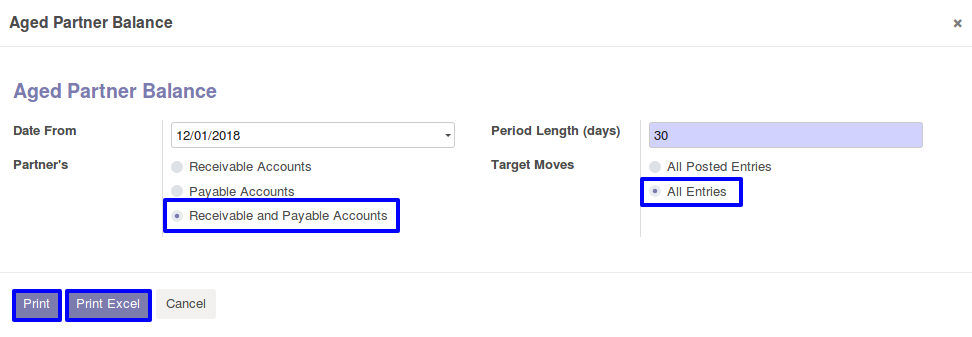 Aged Partner Balance
×
Aged Partner Balance
Date From
12/01/2018
Period Length (days)
30
Partner's
Receivable Accounts
Payable Accounts
Receivable and Payable Accounts
Target Moves
All Posted Entries
All Entries
Print
Print Excel
Cancel